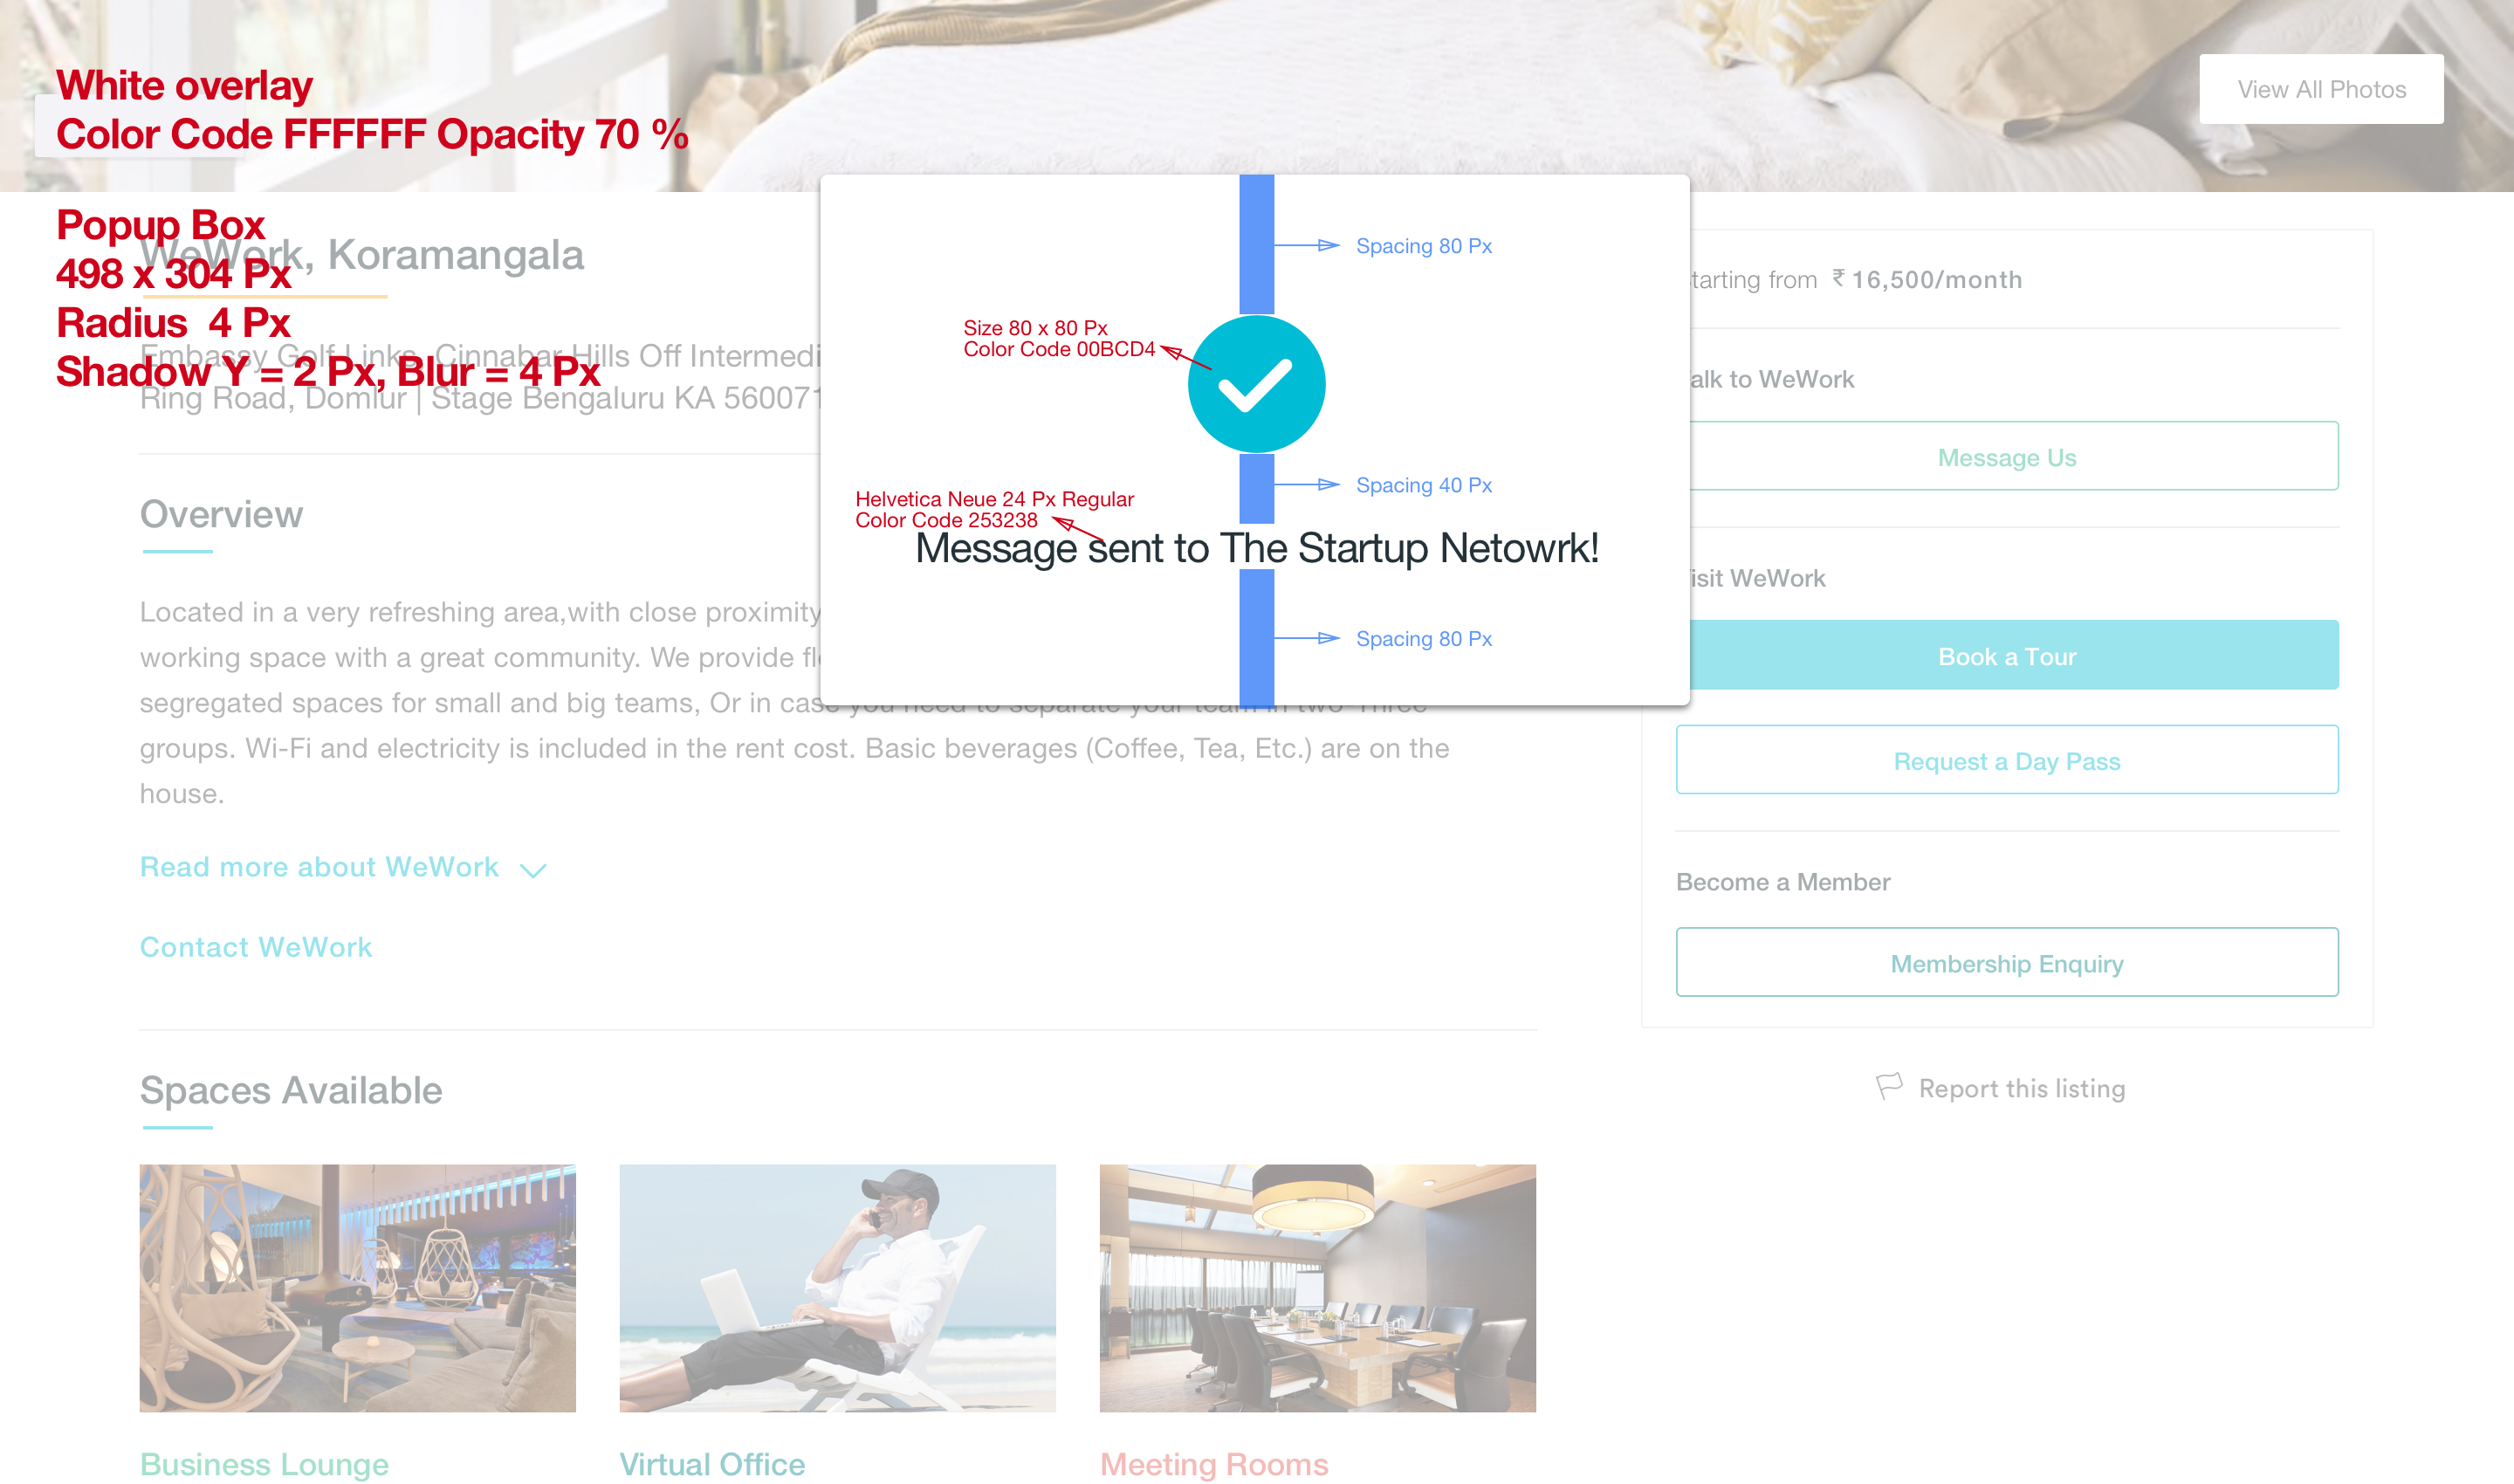 White overlay
Color Code FFFFFF Opacity 70 %
View All Photos
Popup Box
498 x 304 Px
Radius 4 Px
Shadow Y = 2 Px, Blur = 4 Px
WeWork, Koramangala
Embassy Golf Links, Cinnabar Hills Off Intermedi
Ring Road, Domlur | Stage Bengaluru KA 560071
Overview
Located in a very refreshing area,with close proximity
working space with a great community. We provide
segregated spaces for small and big teams, Or in case you need to separate your team in two Three
groups. Wi-Fi and electricity is included in the rent cost. Basic beverages (Coffee, Tea, Etc.) are on the
house.
Read more about WeWork
Contact WeWork
Spacing 80 Px
Size 80 x 80 Px
Color Code 00BCD4
Spacing 40 Px
Helvetica Neue 24 Px Regular
Color Code 253238
Message sent to The Startup Netowrk!
Spacing 80 Px
tarting from ₹ 16,500/month
alk to WeWork
Message Us
isit WeWork
Book a Tour
Request a Day Pass
Become a Member
Membership Enquiry
Report this listing
Spaces Available
Business Lounge
Virtual Office
Meeting Rooms